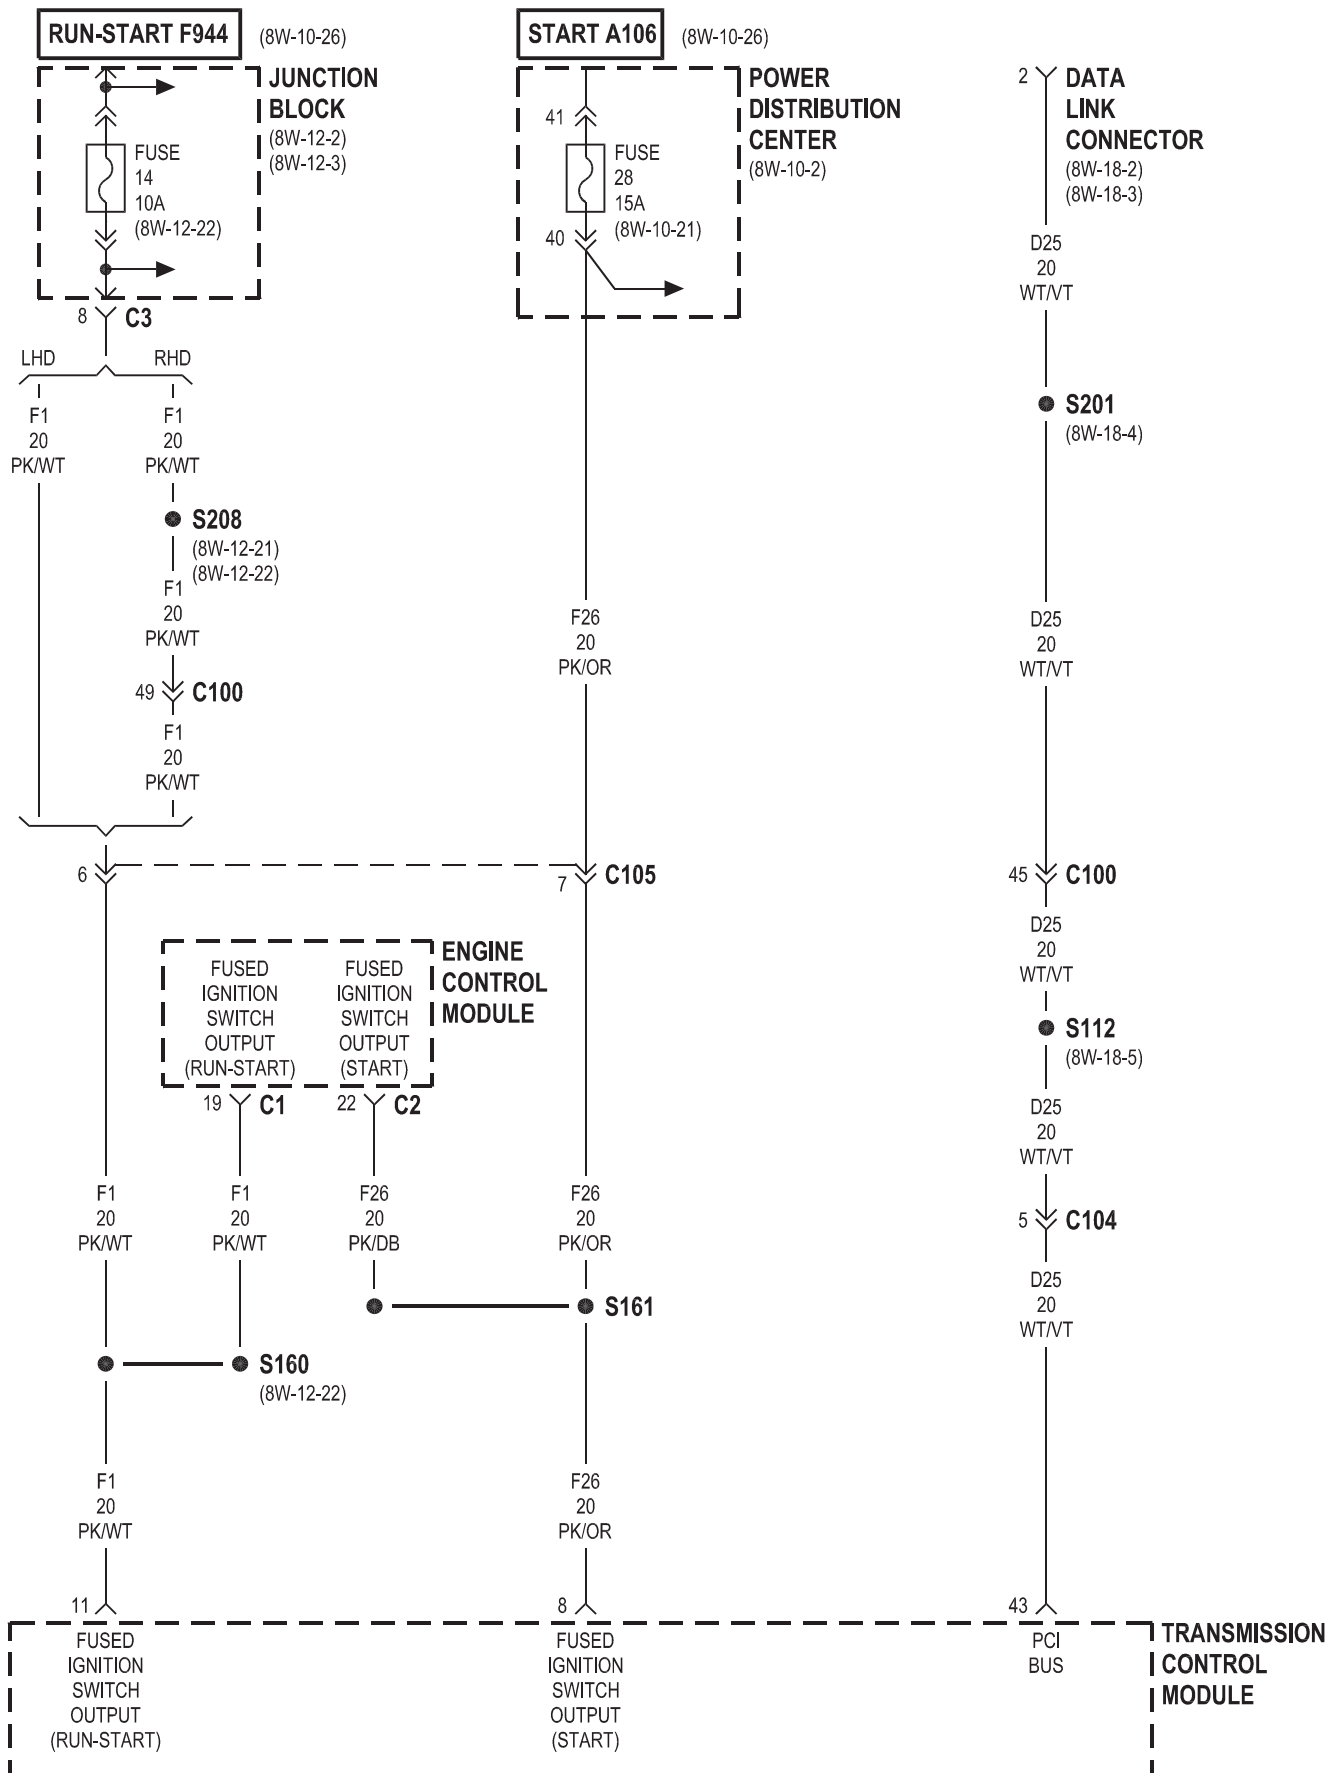 RUN-START F944
(8W-10-26)
START A106
(8W-10-26)
JUNCTION
BLOCK
(8W-12-2)
(8W-12-3)
FUSE
14
10A
(8W-12-22)
8
C3
41
FUSE
28
15A
(8W-10-21)
40
POWER
DISTRIBUTION
CENTER
(8W-10-2)
2
DATA
LINK
CONNECTOR
(8W-18-2)
(8W-18-3)
D25
20
WT/VT
S201
(8W-18-4)
LHD
RHD
F1
20
PK/WT
F1
20
PK/WT
S208
(8W-12-21)
(8W-12-22)
F1
20
PK/WT
49
C100
F1
20
PK/WT
F26
20
PK/OR
D25
20
WT/VT
6
7
C105
45
C100
D25
20
WT/VT
S112
(8W-18-5)
D25
20
WT/VT
5
C104
D25
20
WT/VT
ENGINE
CONTROL
MODULE
FUSED
IGNITION
SWITCH
OUTPUT
(RUN-START)
FUSED
IGNITION
SWITCH
OUTPUT
(START)
19
C1
22
C2
F1
20
PK/WT
F1
20
PK/WT
F26
20
PK/DB
F26
20
PK/OR
S161
S160
(8W-12-22)
F1
20
PK/WT
F26
20
PK/OR
11
8
43
FUSED
IGNITION
SWITCH
OUTPUT
(RUN-START)
FUSED
IGNITION
SWITCH
OUTPUT
(START)
PCI
BUS
TRANSMISSION
CONTROL
MODULE